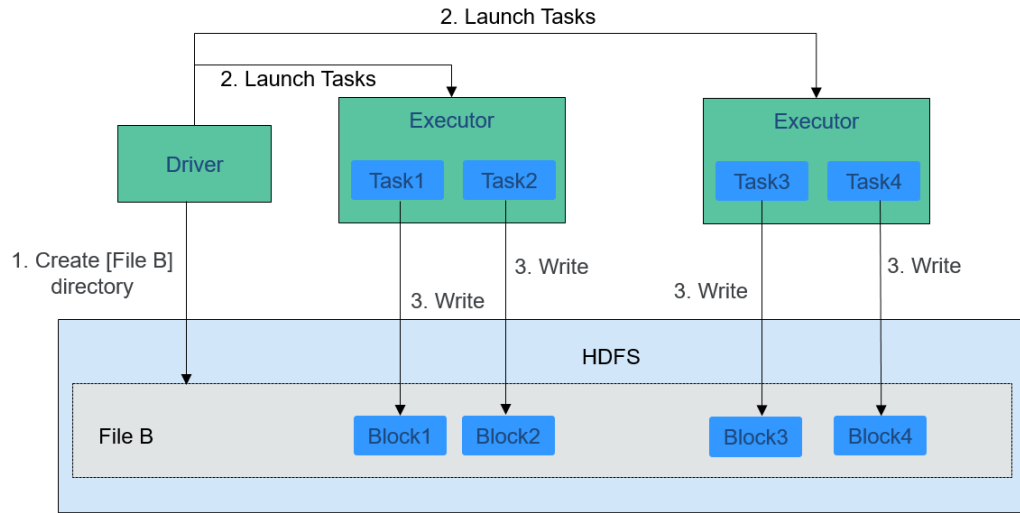 2. Launch Tasks
2. Launch Tasks
Executor
Executor
Driver
Task1
Task2
Task3
Task4
1. Create [File B]
directory
3. Write
3. Write
3. Write
3. Write
HDFS
File B
Block1
Block2
Block3
Block4